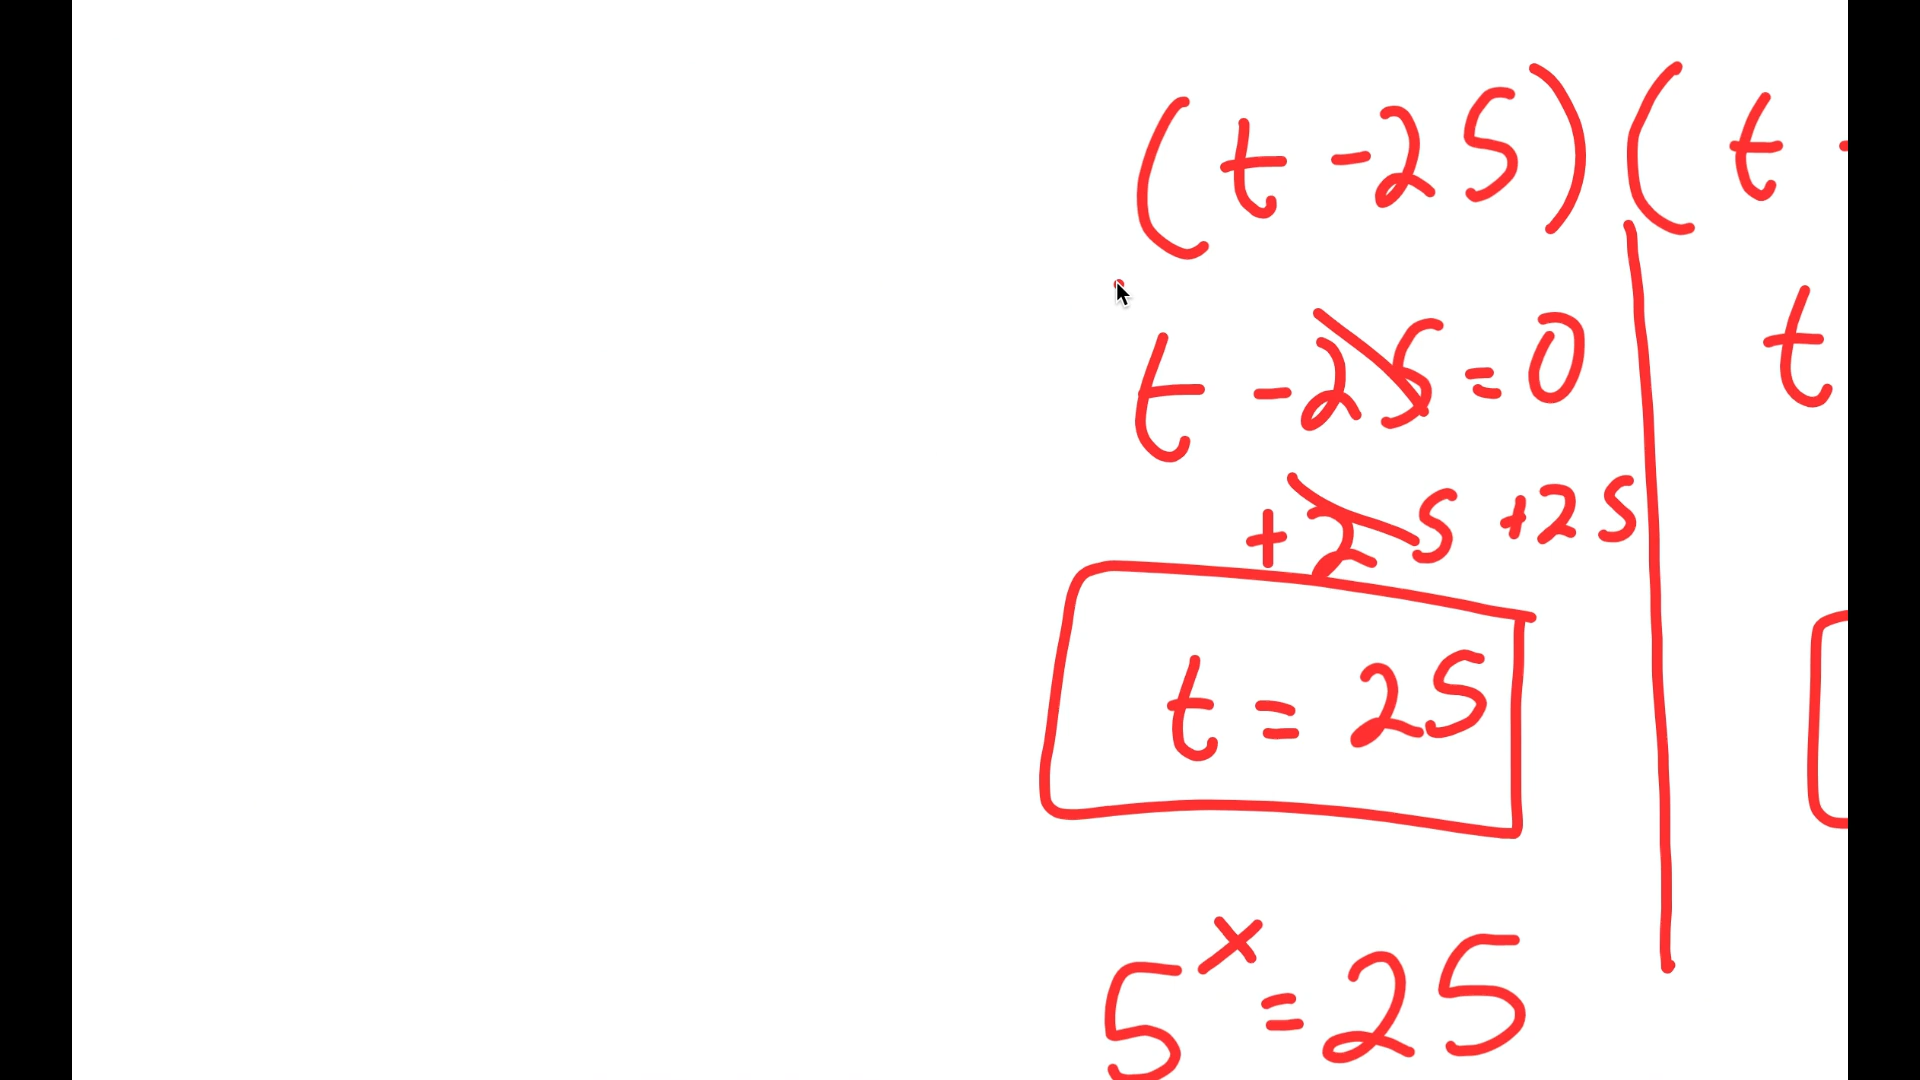 (t - 25)(t -
t - 25 = 0
t
+25 +25
t = 25
5^x = 25